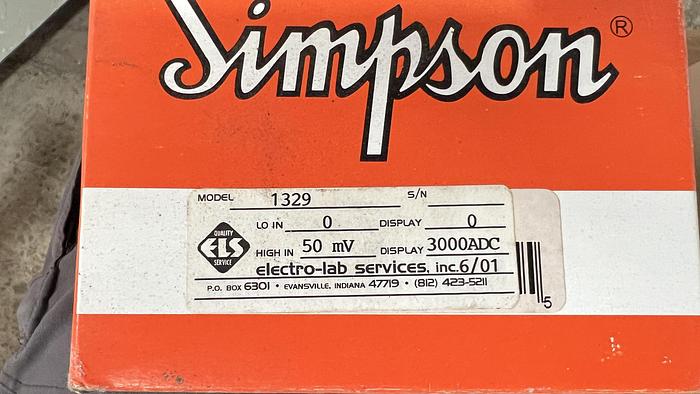 Simpson®
MODEL 1329 S/N
LO IN 0 DISPLAY 0
QUALITY
ELS
SERVICE
HIGH IN 50 mV DISPLAY 3000ADC
electro-lab services, inc. 6/01
P.O. BOX 6301 • EVANSVILLE, INDIANA 47719 • (812) 423-5211
5